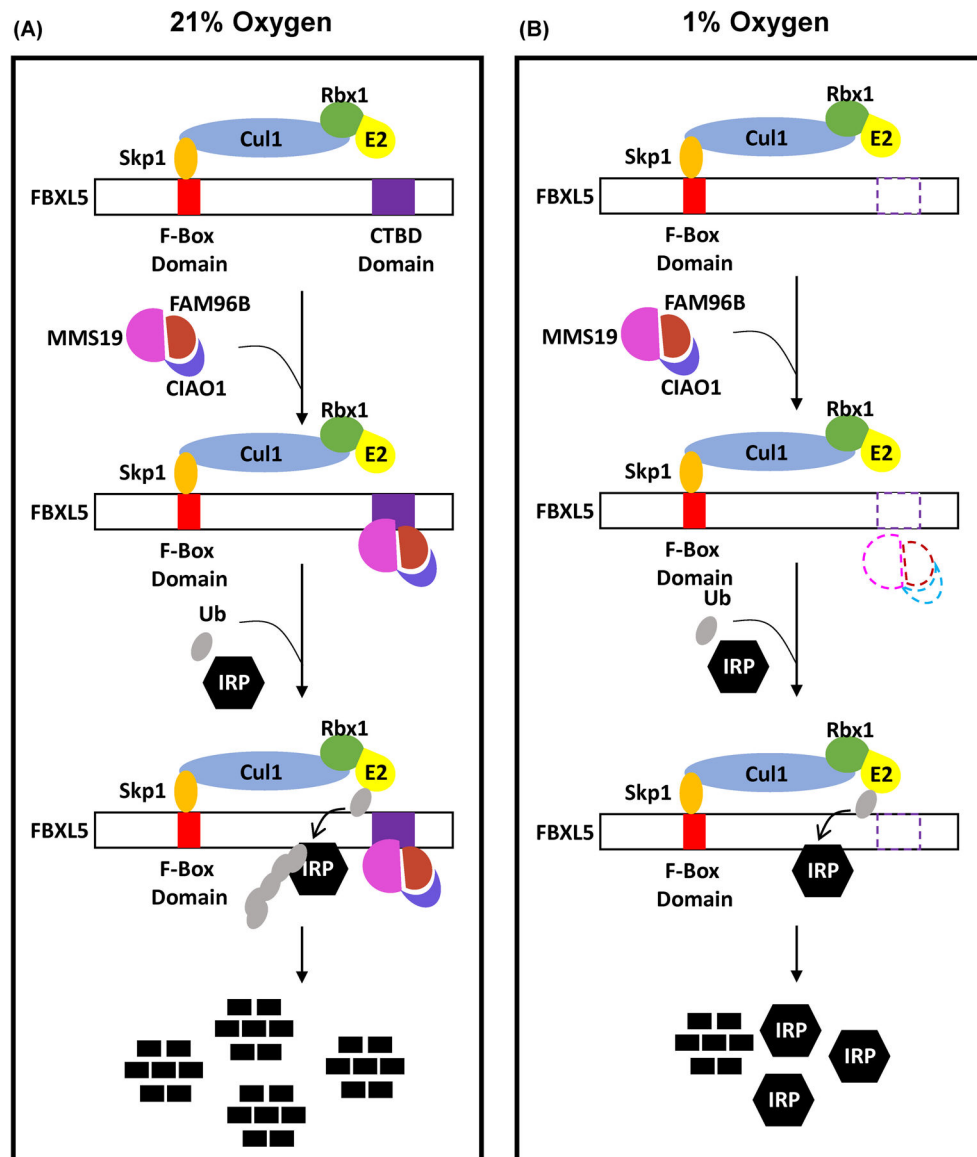 (A)
21% Oxygen
Rbx1
Cul1
E2
Skp1
FBXL5
F-Box
Domain
CTBD
Domain
FAM96B
MMS19
CIAO1
Rbx1
Cul1
E2
Skp1
FBXL5
F-Box
Domain
Ub
IRP
Rbx1
Cul1
E2
Skp1
FBXL5
IRP
F-Box
Domain
(B)
1% Oxygen
Rbx1
Cul1
E2
Skp1
FBXL5
F-Box
Domain
FAM96B
MMS19
CIAO1
Rbx1
Cul1
E2
Skp1
FBXL5
F-Box
Domain
Ub
IRP
Rbx1
Cul1
E2
Skp1
FBXL5
IRP
F-Box
Domain
IRP
IRP
IRP